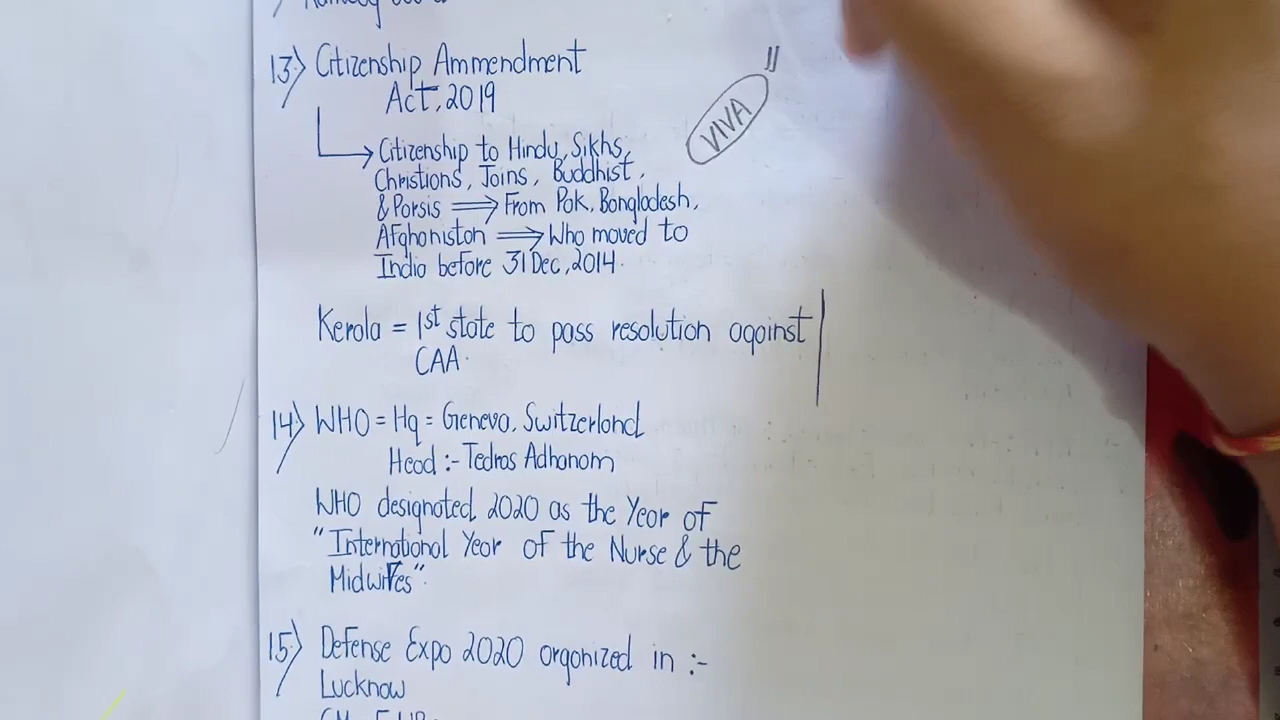 13) Citizenship Ammendment
Act, 2019
VIVA
Citizenship to Hindu, Sikhs,
Christians, Jains, Buddhist,
& Parsis ⟹ From Pak, Bangladesh,
Afghanistan ⟹ Who moved to
India before 31 Dec, 2014.
Kerala = 1st state to pass resolution against
CAA.
14) WHO = Hq = Geneva, Switzerland
Head :- Tedras Adhanom
WHO designated 2020 as the Year of
"International Year of the Nurse & the
Midwifes".
15) Defense Expo 2020 organized in :-
Lucknow